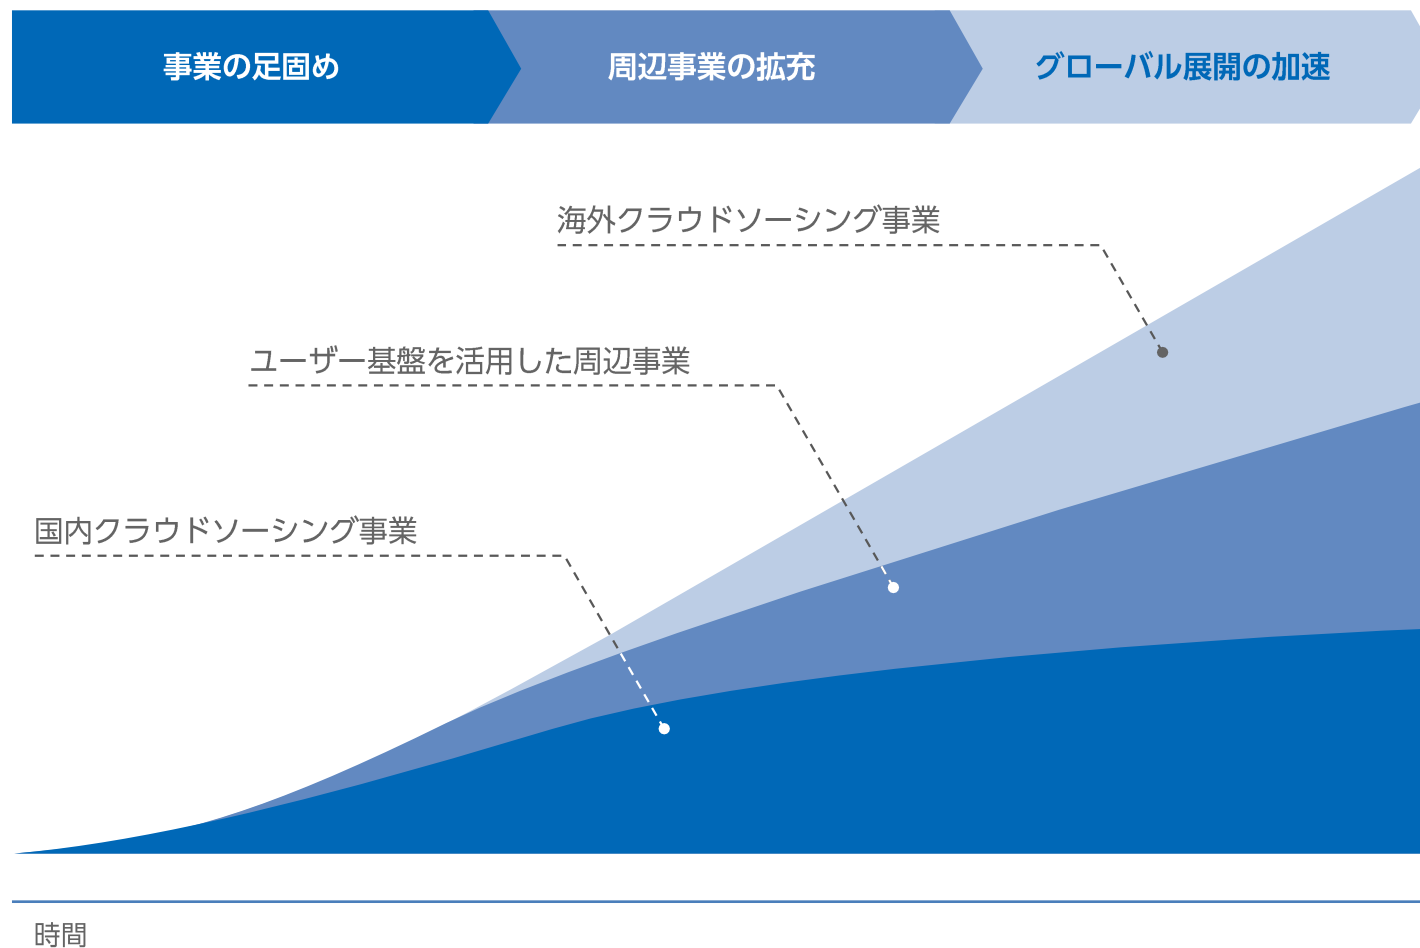 事業の足固め
周辺事業の拡充
グローバル展開の加速
海外クラウドソーシング事業
ユーザー基盤を活用した周辺事業
国内クラウドソーシング事業
時間